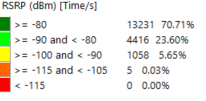 RSRP (dBm) [Time/s]
>= -80 13231 70.71%
>= -90 and < -80 4416 23.60%
>= -100 and < -90 1058 5.65%
>= -115 and < -105 5 0.03%
< -115 0 0.00%